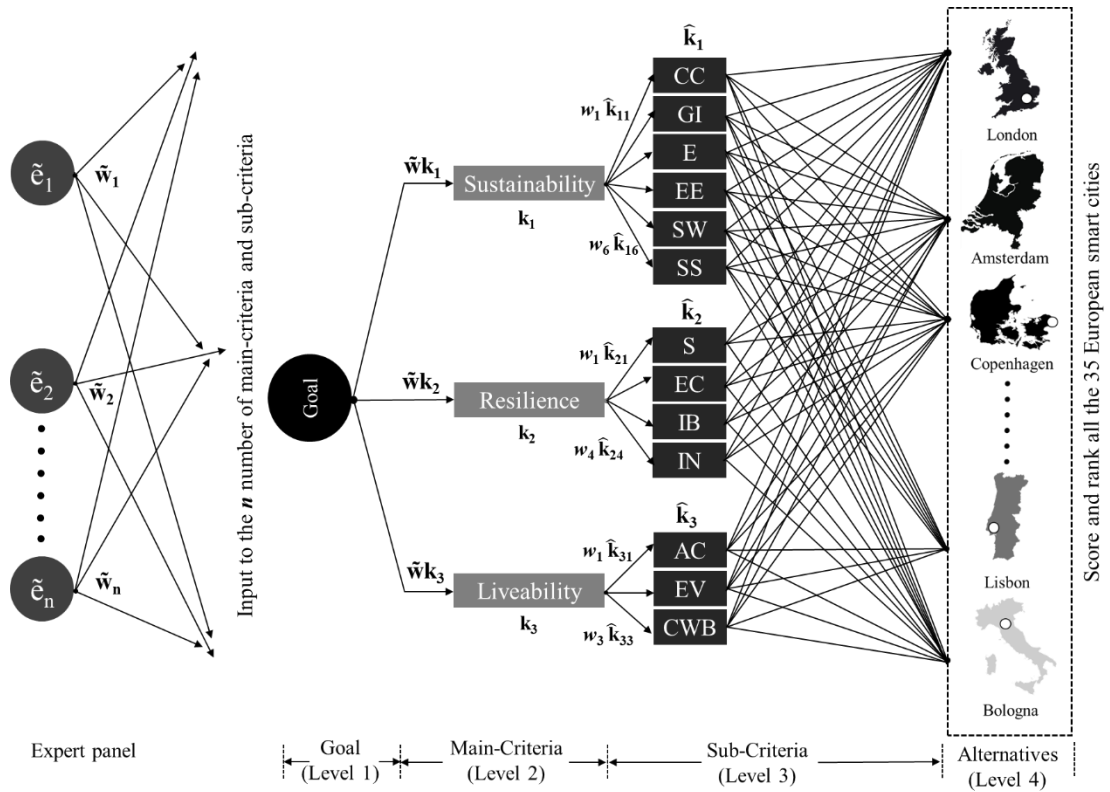 ẽ₁
w̃₁
ẽ₂
w̃₂
ẽₙ
w̃ₙ
Expert panel
Input to the n number of main-criteria and sub-criteria
Goal
w̃k₁
w̃k₂
w̃k₃
Sustainability
k₁
Resilience
k₂
Liveability
k₃
w₁ k̂₁₁
w₆ k̂₁₆
w₁ k̂₂₁
w₄ k̂₂₄
w₁ k̂₃₁
w₃ k̂₃₃
k̂₁
CC
GI
E
EE
SW
SS
k̂₂
S
EC
IB
IN
k̂₃
AC
EV
CWB
London
Amsterdam
Copenhagen
Lisbon
Bologna
Score and rank all the 35 European smart cities
Goal
(Level 1)
Main-Criteria
(Level 2)
Sub-Criteria
(Level 3)
Alternatives
(Level 4)